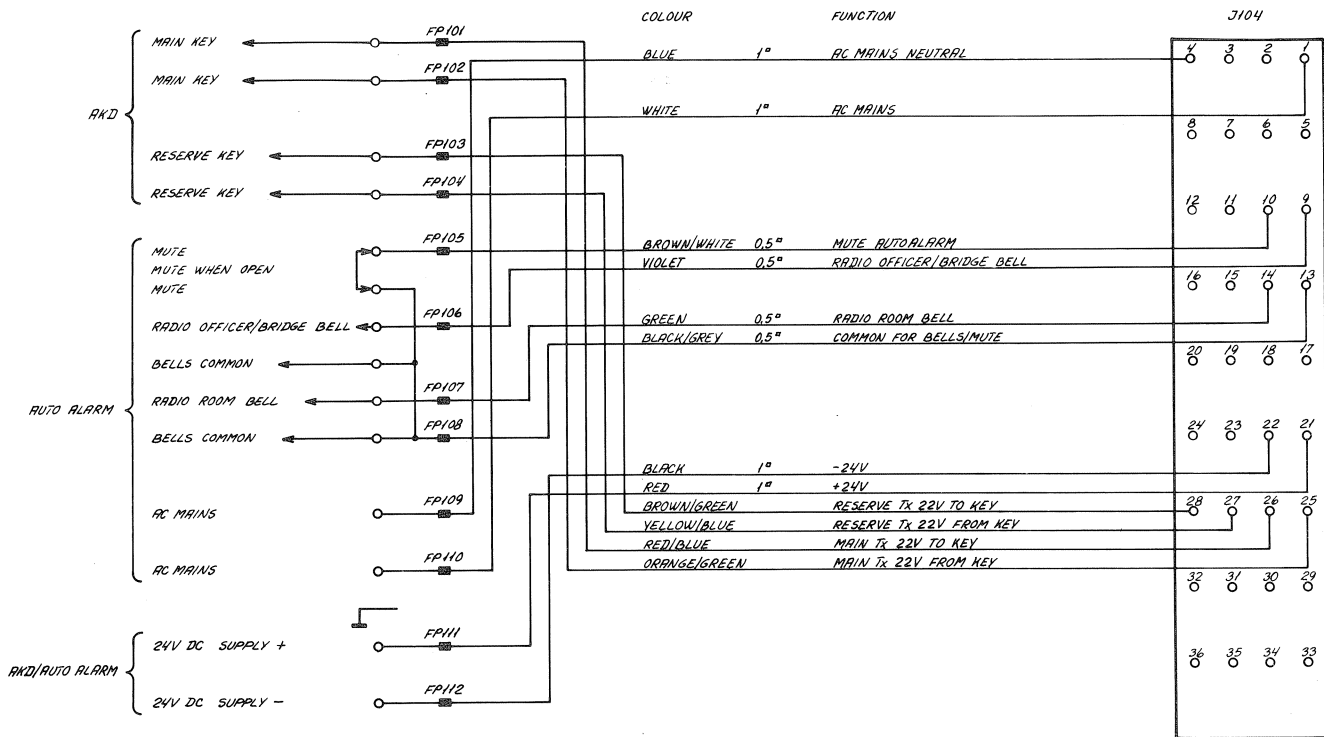 COLOUR FUNCTION J104
MAIN KEY FP101
BLUE 1▫ AC MAINS NEUTRAL
4 3 2 1
MAIN KEY FP102
AKD
WHITE 1▫ AC MAINS
8 7 6 5
RESERVE KEY FP103
RESERVE KEY FP104
12 11 10 9
MUTE FP105
BROWN/WHITE 0,5▫ MUTE AUTOALARM
MUTE WHEN OPEN
VIOLET 0,5▫ RADIO OFFICER/BRIDGE BELL
MUTE
16 15 14 13
RADIO OFFICER/BRIDGE BELL FP106
GREEN 0,5▫ RADIO ROOM BELL
BLACK/GREY 0,5▫ COMMON FOR BELLS/MUTE
BELLS COMMON
20 19 18 17
RADIO ROOM BELL FP107
AUTO ALARM
BELLS COMMON FP108
24 23 22 21
BLACK 1▫ -24V
RED 1▫ +24V
AC MAINS FP109
BROWN/GREEN RESERVE Tx 22V TO KEY
28 27 26 25
YELLOW/BLUE RESERVE Tx 22V FROM KEY
RED/BLUE MAIN Tx 22V TO KEY
ORANGE/GREEN MAIN Tx 22V FROM KEY
AC MAINS FP110
32 31 30 29
24V DC SUPPLY + FP111
36 35 34 33
AKD/AUTO ALARM
24V DC SUPPLY - FP112